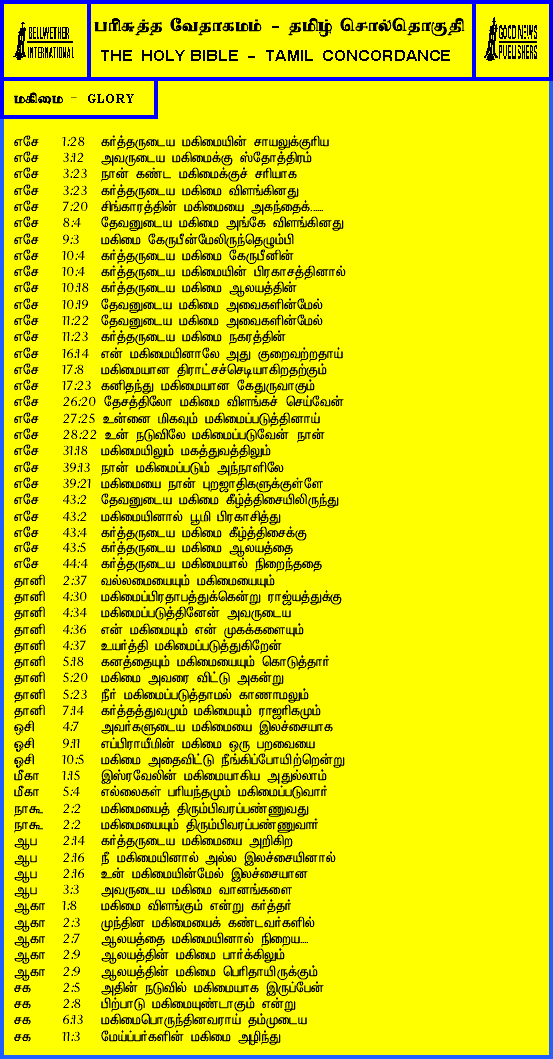 BELLWETHER
INTERNATIONAL
பரிசுத்த வேதாகமம் - தமிழ் சொல்தொகுதி
THE HOLY BIBLE - TAMIL CONCORDANCE
GOOD NEWS
PUBLISHERS
மகிமை - GLORY
எசே 1:28 கர்த்தருடைய மகிமையின் சாயலுக்குரிய
எசே 3:12 அவருடைய மகிமைக்கு ஸ்தோத்திரம்
எசே 3:23 நான் கண்ட மகிமைக்குச் சரியாக
எசே 3:23 கர்த்தருடைய மகிமை விளங்கினது
எசே 7:20 சிங்காரத்தின் மகிமையை அகந்தைக்......
எசே 8:4 தேவனுடைய மகிமை அங்கே விளங்கினது
எசே 9:3 மகிமை கேருபீன்மேலிருந்தெழும்பி
எசே 10:4 கர்த்தருடைய மகிமை கேருபீனின்
எசே 10:4 கர்த்தருடைய மகிமையின் பிரகாசத்தினால்
எசே 10:18 கர்த்தருடைய மகிமை ஆலயத்தின்
எசே 10:19 தேவனுடைய மகிமை அவைகளின்மேல்
எசே 11:22 தேவனுடைய மகிமை அவைகளின்மேல்
எசே 11:23 கர்த்தருடைய மகிமை நகரத்தின்
எசே 16:14 என் மகிமையினாலே அது குறைவற்றதாய்
எசே 17:8 மகிமையான திராட்சச்செடியாகிறதற்கும்
எசே 17:23 கனிதந்து மகிமையான கேதுருவாகும்
எசே 26:20 தேசத்திலோ மகிமை விளங்கச் செய்வேன்
எசே 27:25 உன்னை மிகவும் மகிமைப்படுத்தினாய்
எசே 28:22 உன் நடுவிலே மகிமைப்படுவேன் நான்
எசே 31:18 மகிமையிலும் மகத்துவத்திலும்
எசே 39:13 நான் மகிமைப்படும் அந்நாளிலே
எசே 39:21 மகிமையை நான் புறஜாதிகளுக்குள்ளே
எசே 43:2 தேவனுடைய மகிமை கீழ்த்திசையிலிருந்து
எசே 43:2 மகிமையினால் பூமி பிரகாசித்து
எசே 43:4 கர்த்தருடைய மகிமை கீழ்த்திசைக்கு
எசே 43:5 கர்த்தருடைய மகிமை ஆலயத்தை
எசே 44:4 கர்த்தருடைய மகிமையால் நிறைந்ததை
தானி 2:37 வல்லமையையும் மகிமையையும்
தானி 4:30 மகிமைப்பிரதாபத்துக்கென்று ராஜ்யத்துக்கு
தானி 4:34 மகிமைப்படுத்தினேன் அவருடைய
தானி 4:36 என் மகிமையும் என் முகக்களையும்
தானி 4:37 உயர்த்தி மகிமைப்படுத்துகிறேன்
தானி 5:18 கனத்தையும் மகிமையையும் கொடுத்தார்
தானி 5:20 மகிமை அவரை விட்டு அகன்று
தானி 5:23 நீர் மகிமைப்படுத்தாமல் காணாமலும்
தானி 7:14 கர்த்தத்துவமும் மகிமையும் ராஜரிகமும்
ஓசி 4:7 அவர்களுடைய மகிமையை இலச்சையாக
ஓசி 9:11 எப்பிராயீமின் மகிமை ஒரு பறவையை
ஓசி 10:5 மகிமை அதைவிட்டு நீங்கிப்போயிற்றென்று
மீகா 1:15 இஸ்ரவேலின் மகிமையாகிய அதுல்லாம்
மீகா 5:4 எல்லைகள் பரியந்தமும் மகிமைப்படுவார்
நாகூ 2:2 மகிமையைத் திரும்பிவரப்பண்ணுவது
நாகூ 2:2 மகிமையையும் திரும்பிவரப்பண்ணுவார்
ஆப 2:14 கர்த்தருடைய மகிமையை அறிகிற
ஆப 2:16 நீ மகிமையினால் அல்ல இலச்சையினால்
ஆப 2:16 உன் மகிமையின்மேல் இலச்சையான
ஆப 3:3 அவருடைய மகிமை வானங்களை
ஆகா 1:8 மகிமை விளங்கும் என்று கர்த்தர்
ஆகா 2:3 முந்தின மகிமையைக் கண்டவர்களில்
ஆகா 2:7 ஆலயத்தை மகிமையினால் நிறைய....
ஆகா 2:9 ஆலயத்தின் மகிமை பார்க்கிலும்
ஆகா 2:9 ஆலயத்தின் மகிமை பெரிதாயிருக்கும்
சக 2:5 அதின் நடுவில் மகிமையாக இருப்பேன்
சக 2:8 பிற்பாடு மகிமையுண்டாகும் என்று
சக 6:13 மகிமைபொருந்தினவராய் தம்முடைய
சக 11:3 மேய்ப்பர்களின் மகிமை அழிந்து